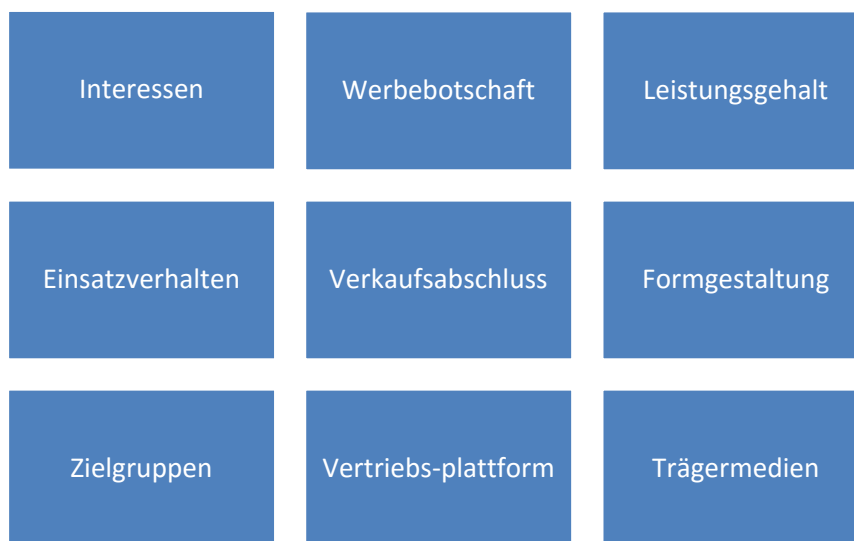 Interessen
Werbebotschaft
Leistungsgehalt
Einsatzverhalten
Verkaufsabschluss
Formgestaltung
Zielgruppen
Vertriebs-plattform
Trägermedien